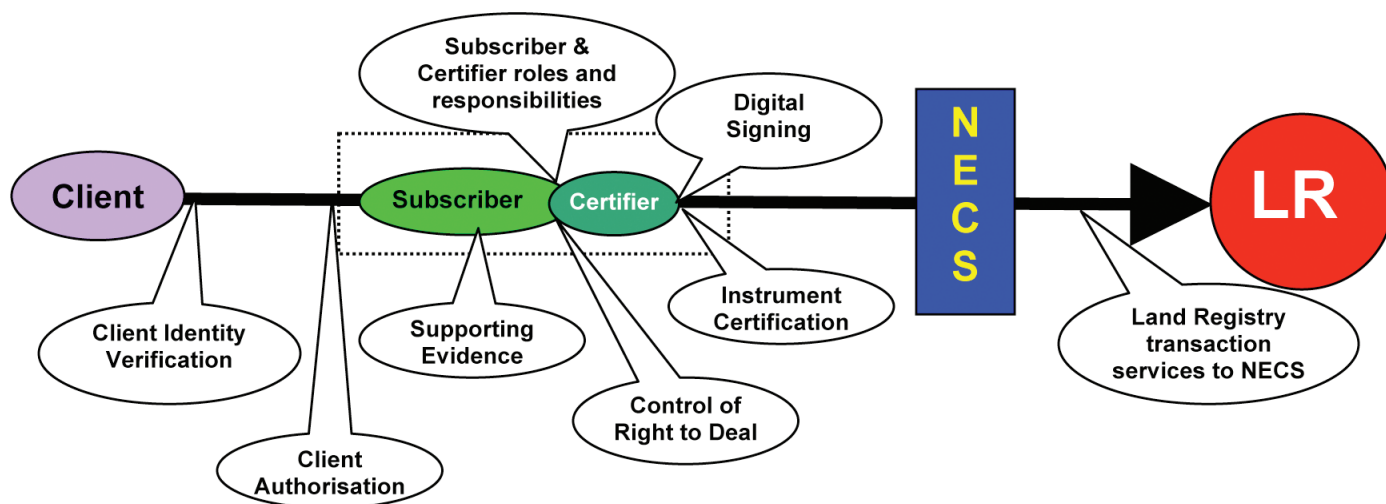 Subscriber &
Certifier roles and
responsibilities
Digital
Signing
Client
Subscriber
Certifier
N
E
C
S
LR
Client Identity
Verification
Supporting
Evidence
Instrument
Certification
Land Registry
transaction
services to NECS
Control of
Right to Deal
Client
Authorisation